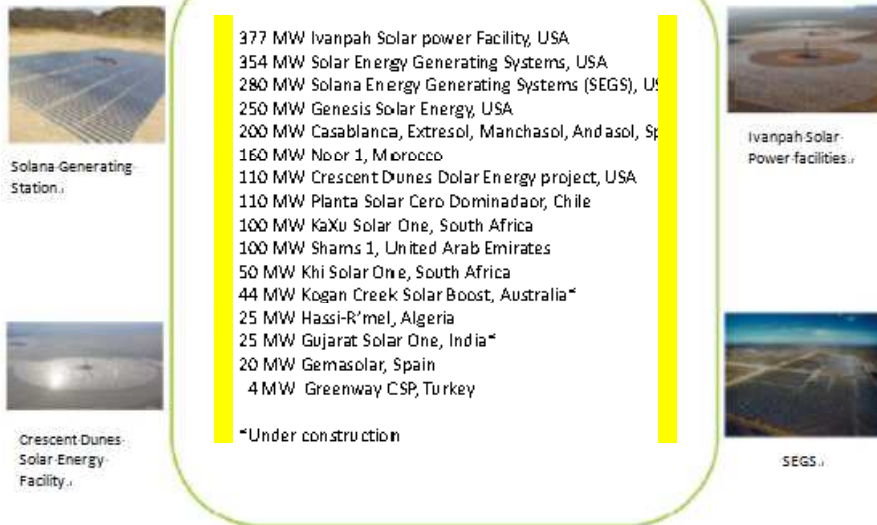 377 MW Ivanpah Solar power Facility, USA
354 MW Solar Energy Generating Systems, USA
280 MW Solana Energy Generating Systems (SEGS),
250 MW Genesis Solar Energy, USA
200 MW Casablanca, Extresol, Manchasol, Andasol,
160 MW Noor 1, Morocco
110 MW Crescent Dunes Dolar Energy project, USA
110 MW Planta Solar Cero Dominadaor, Chile
100 MW KaXu Solar One, South Africa
100 MW Shams 1, United Arab Emirates
50 MW Khi Solar One, South Africa
44 MW Kogan Creek Solar Boost, Australia*
25 MW Hassi-R'mel, Algeria
25 MW Gujarat Solar One, India*
20 MW Gemasolar, Spain
4 MW Greenway CSP, Turkey
*Under construction
Solana Generating
Station.
Ivanpah Solar
Power facilities.
Crescent Dunes
Solar Energy
Facility.
SEGS.